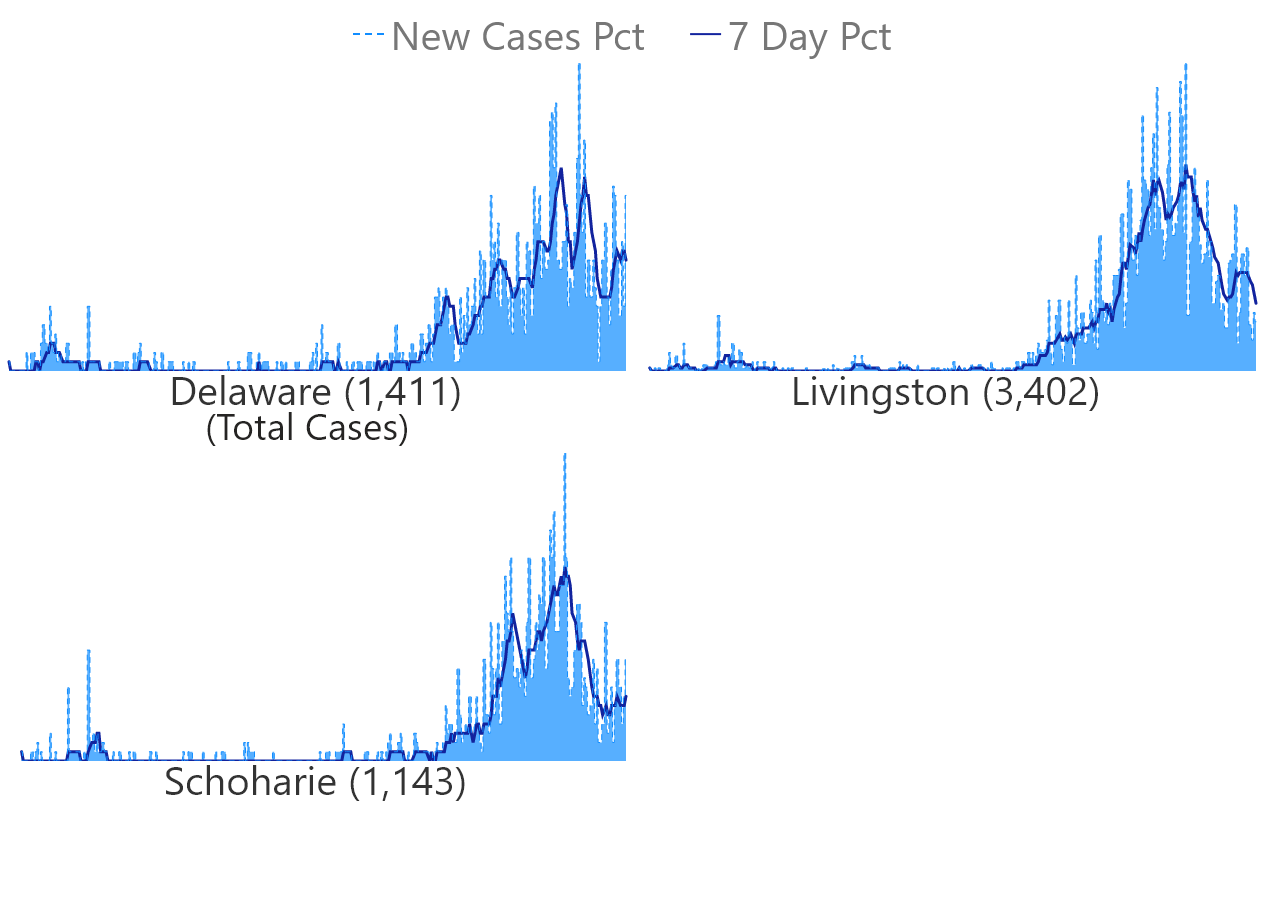 New Cases Pct 7 Day Pct
Delaware (1,411) Livingston (3,402)
(Total Cases)
Schoharie (1,143)